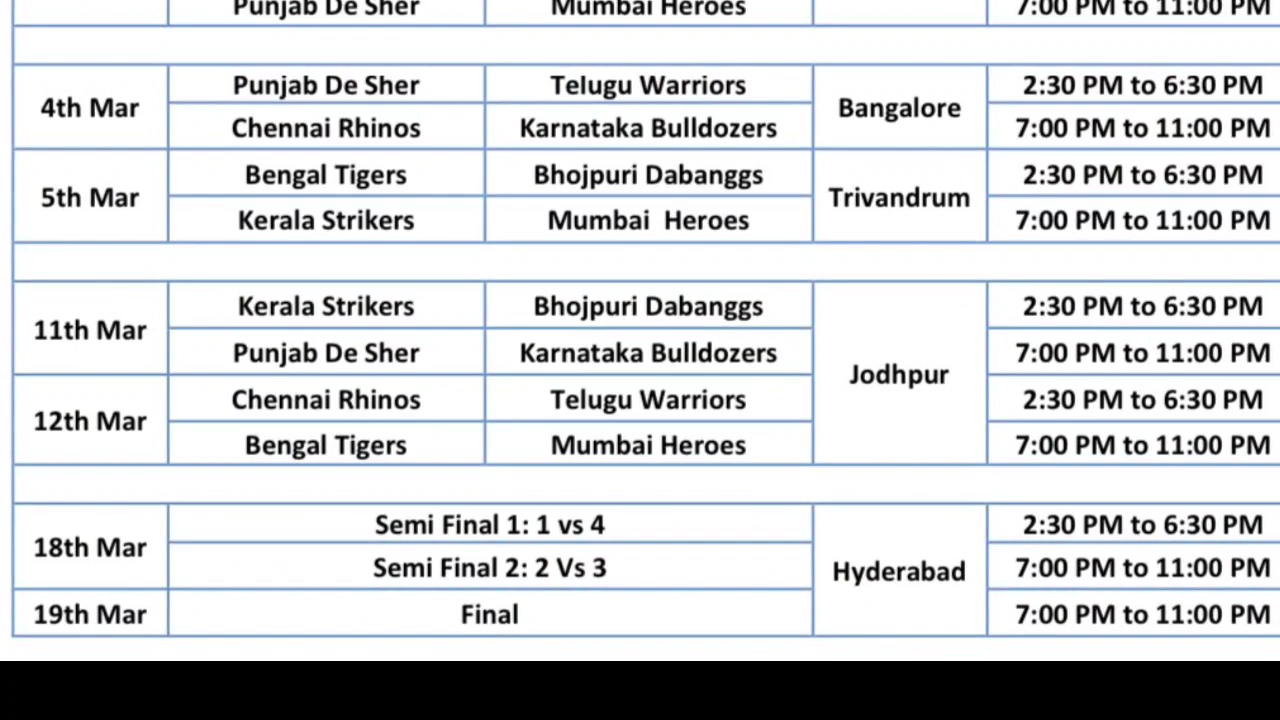 Punjab De Sher Mumbai Heroes 7:00 PM to 11:00 PM
4th Mar Punjab De Sher Telugu Warriors Bangalore 2:30 PM to 6:30 PM
Chennai Rhinos Karnataka Bulldozers 7:00 PM to 11:00 PM
5th Mar Bengal Tigers Bhojpuri Dabanggs Trivandrum 2:30 PM to 6:30 PM
Kerala Strikers Mumbai  Heroes 7:00 PM to 11:00 PM
11th Mar Kerala Strikers Bhojpuri Dabanggs Jodhpur 2:30 PM to 6:30 PM
Punjab De Sher Karnataka Bulldozers 7:00 PM to 11:00 PM
12th Mar Chennai Rhinos Telugu Warriors 2:30 PM to 6:30 PM
Bengal Tigers Mumbai Heroes 7:00 PM to 11:00 PM
18th Mar Semi Final 1: 1 vs 4 Hyderabad 2:30 PM to 6:30 PM
Semi Final 2: 2 Vs 3 7:00 PM to 11:00 PM
19th Mar Final 7:00 PM to 11:00 PM